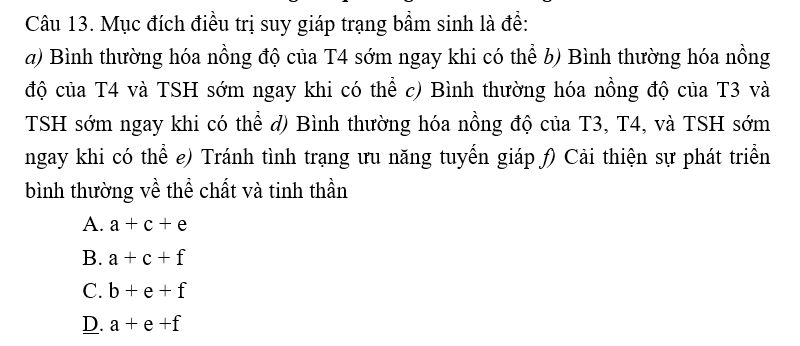 Câu 13. Mục đích điều trị suy giáp trạng bẩm sinh là để:
a) Bình thường hóa nồng độ của T4 sớm ngay khi có thể b) Bình thường hóa nồng
độ của T4 và TSH sớm ngay khi có thể c) Bình thường hóa nồng độ của T3 và
TSH sớm ngay khi có thể d) Bình thường hóa nồng độ của T3, T4, và TSH sớm
ngay khi có thể e) Tránh tình trạng ưu năng tuyến giáp f) Cải thiện sự phát triển
bình thường về thể chất và tinh thần
A. a + c + e
B. a + c + f
C. b + e + f
D. a + e +f